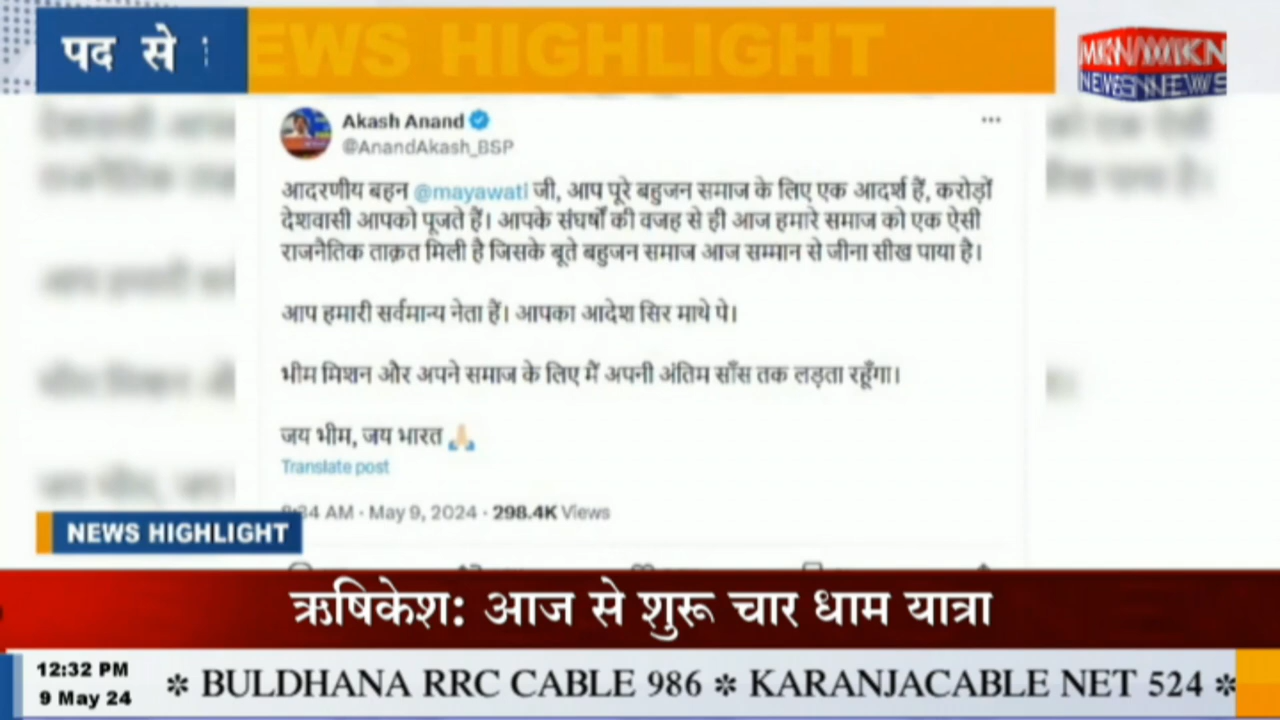 पद से
NEWS HIGHLIGHT
Akash Anand
@AnandAkash_BSP
आदरणीय बहन @mayawati जी, आप पूरे बहुजन समाज के लिए एक आदर्श हैं, करोड़ों
देशवासी आपको पूजते हैं। आपके संघर्षों की वजह से ही आज हमारे समाज को एक ऐसी
राजनैतिक ताक़त मिली है जिसके बूते बहुजन समाज आज सम्मान से जीना सीख पाया है।
आप हमारी सर्वमान्य नेता हैं। आपका आदेश सिर माथे पे।
भीम मिशन और अपने समाज के लिए मैं अपनी अंतिम साँस तक लड़ता रहूँगा।
जय भीम, जय भारत 🙏🏻
Translate post
AM · May 9, 2024 · 298.4K Views
NEWS HIGHLIGHT
ऋषिकेश: आज से शुरू चार धाम यात्रा
12:32 PM
9 May 24
* BULDHANA RRC CABLE 986 * KARANJACABLE NET 524 *